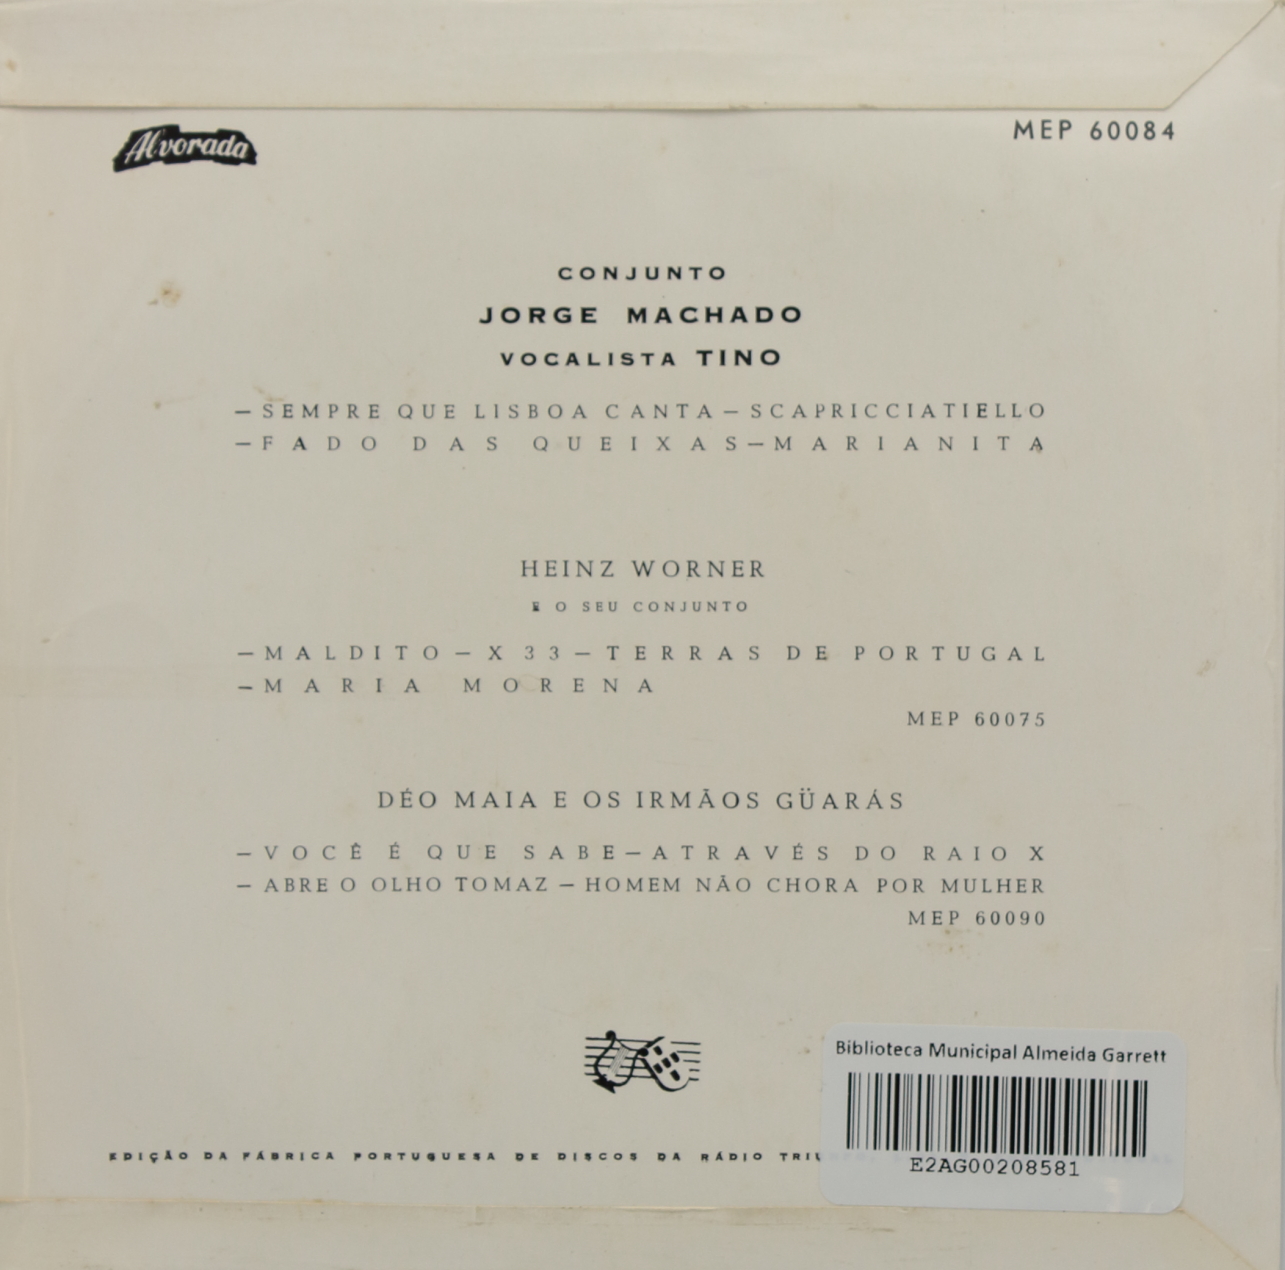 Alvorada
MEP 60084
CONJUNTO
JORGE MACHADO
VOCALISTA TINO
— SEMPRE QUE LISBOA CANTA — SCAPRICCIATIELLO
— FADO DAS QUEIXAS — MARIANITA
HEINZ WORNER
E O SEU CONJUNTO
— MALDITO — X 33 — TERRAS DE PORTUGAL
— MARIA MORENA
MEP 60075
DÉO MAIA E OS IRMÃOS GÜARÁS
— VOCÊ É QUE SABE — ATRAVÉS DO RAIO X
— ABRE O OLHO TOMAZ — HOMEM NÃO CHORA POR MULHER
MEP 60090
Biblioteca Municipal Almeida Garrett
E2AG00208581
EDIÇÃO DA FÁBRICA PORTUGUESA DE DISCOS DA RÁDIO